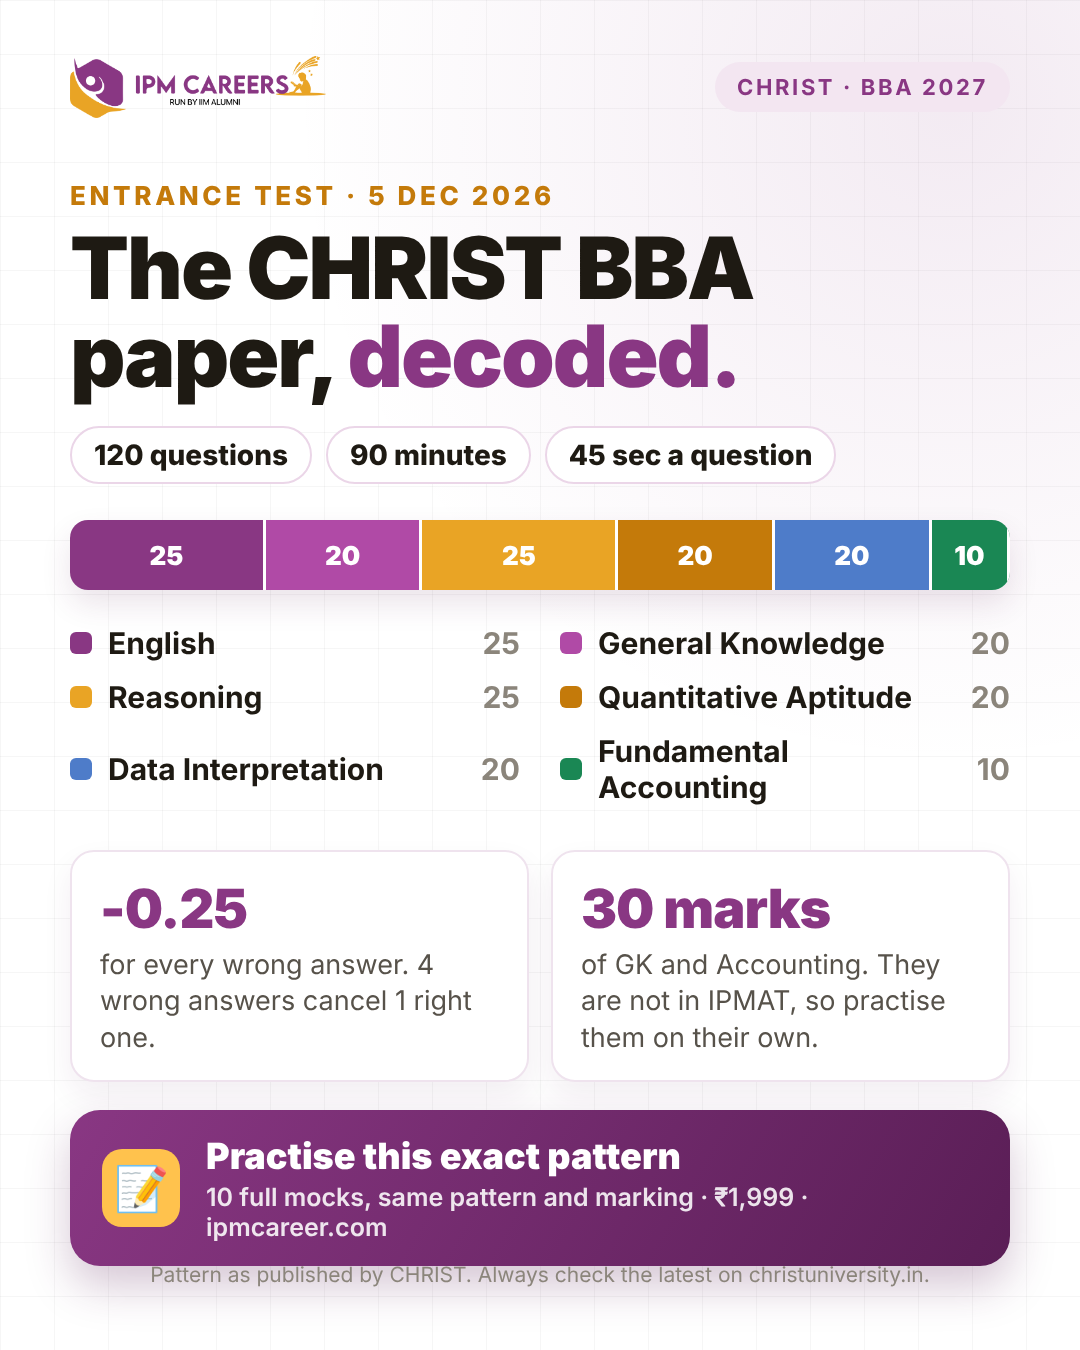 IPM CAREERS
RUN BY IIM ALUMNI
CHRIST · BBA 2027
ENTRANCE TEST · 5 DEC 2026
The CHRIST BBA
paper, decoded.
120 questions
90 minutes
45 sec a question
25 20 25 20 20 10
English 25
General Knowledge 20
Reasoning 25
Quantitative Aptitude 20
Data Interpretation 20
Fundamental
Accounting 10
-0.25
for every wrong answer. 4
wrong answers cancel 1 right
one.
30 marks
of GK and Accounting. They
are not in IPMAT, so practise
them on their own.
Practise this exact pattern
10 full mocks, same pattern and marking · ₹1,999 ·
ipmcareer.com
Pattern as published by CHRIST. Always check the latest on christuniversity.in.